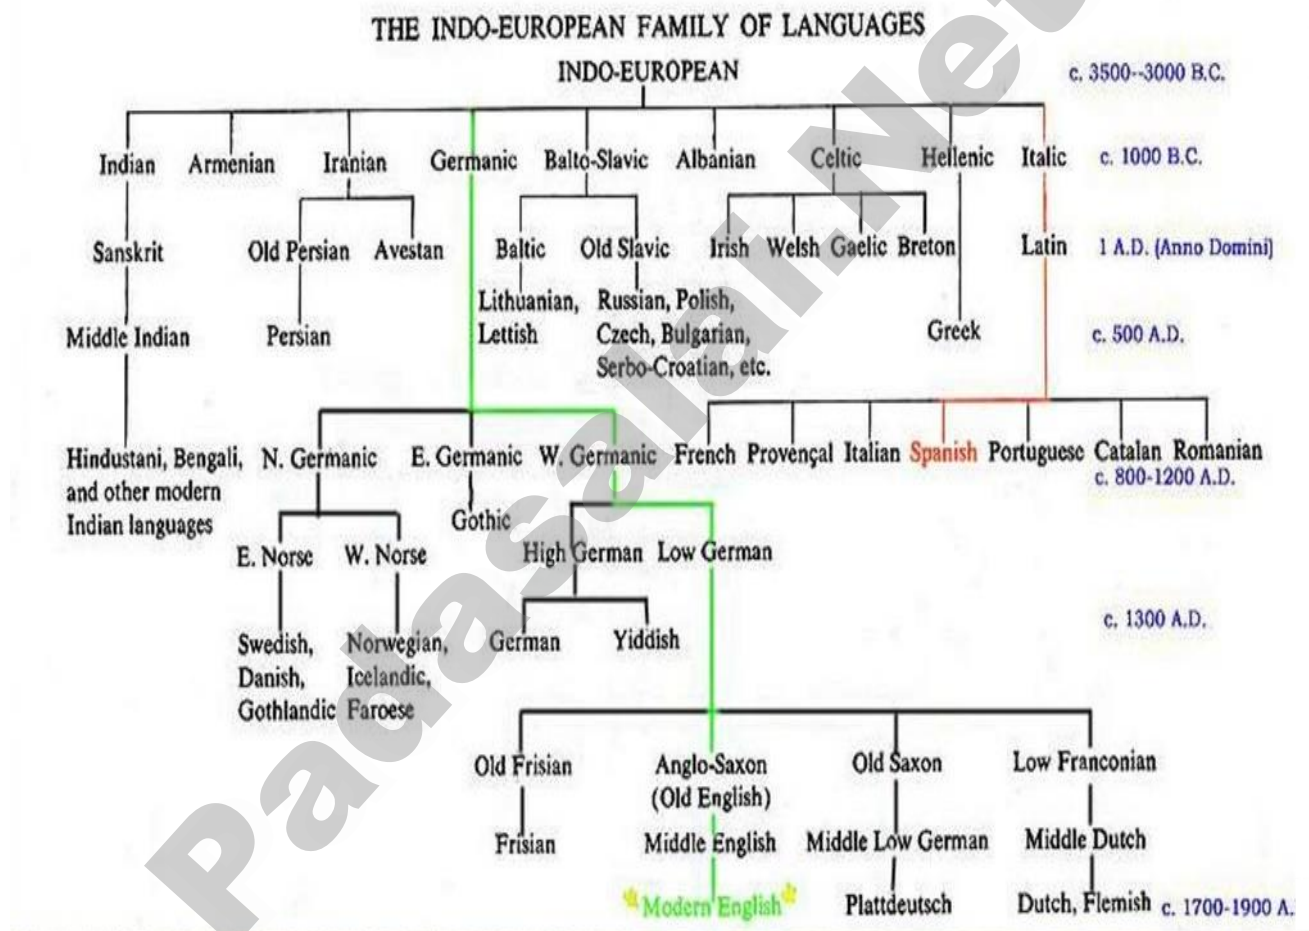 THE INDO-EUROPEAN FAMILY OF LANGUAGES
INDO-EUROPEAN
c. 3500--3000 B.C.
Indian Armenian Iranian Germanic Balto-Slavic Albanian Celtic Hellenic Italic c. 1000 B.C.
Sanskrit Old Persian Avestan Baltic Old Slavic Irish Welsh Gaelic Breton Latin 1 A.D. (Anno Domini)
Lithuanian, Russian, Polish,
Middle Indian Persian Lettish Czech, Bulgarian, Greek c. 500 A.D.
Serbo-Croatian, etc.
Hindustani, Bengali, N. Germanic E. Germanic W. Germanic French Provençal Italian Spanish Portuguese Catalan Romanian
c. 800-1200 A.D.
and other modern
Indian languages Gothic
E. Norse W. Norse High German Low German
c. 1300 A.D.
Swedish, Norwegian, German Yiddish
Danish, Icelandic,
Gothlandic Faroese
Old Frisian Anglo-Saxon Old Saxon Low Franconian
(Old English)
Frisian Middle English Middle Low German Middle Dutch
Modern English Plattdeutsch Dutch, Flemish c. 1700-1900 A.
Padasalai.Net